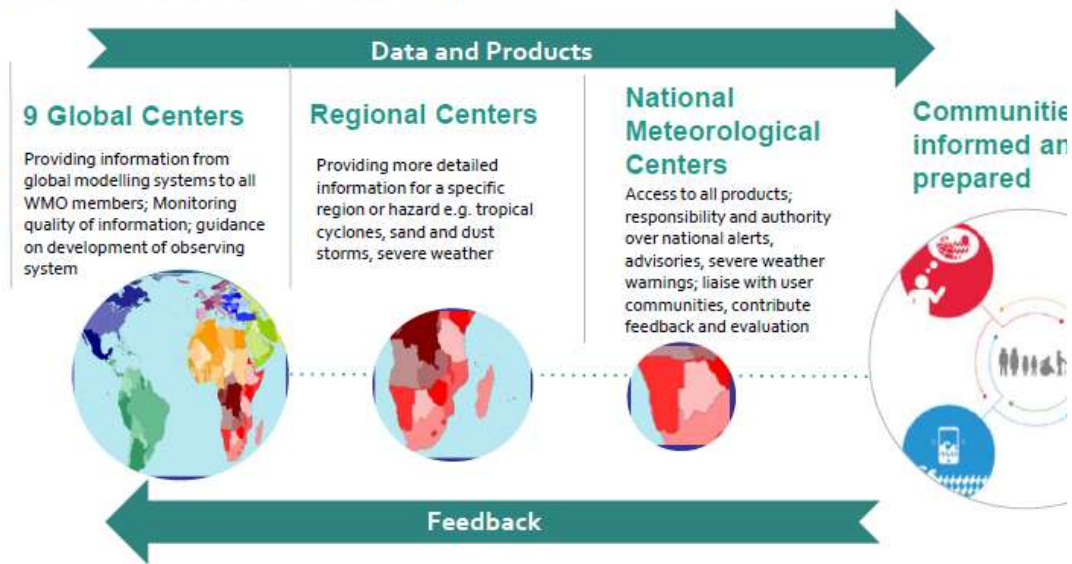 Data and Products
9 Global Centers
Providing information from
global modelling systems to all
WMO members; Monitoring
quality of information; guidance
on development of observing
system
Regional Centers
Providing more detailed
information for a specific
region or hazard e.g. tropical
cyclones, sand and dust
storms, severe weather
National
Meteorological
Centers
Access to all products;
responsibility and authority
over national alerts,
advisories, severe weather
warnings; liaise with user
communities, contribute
feedback and evaluation
Communitie
informed an
prepared
Feedback